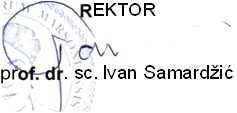 REKTOR
prof. dr. sc. Ivan Samardžić